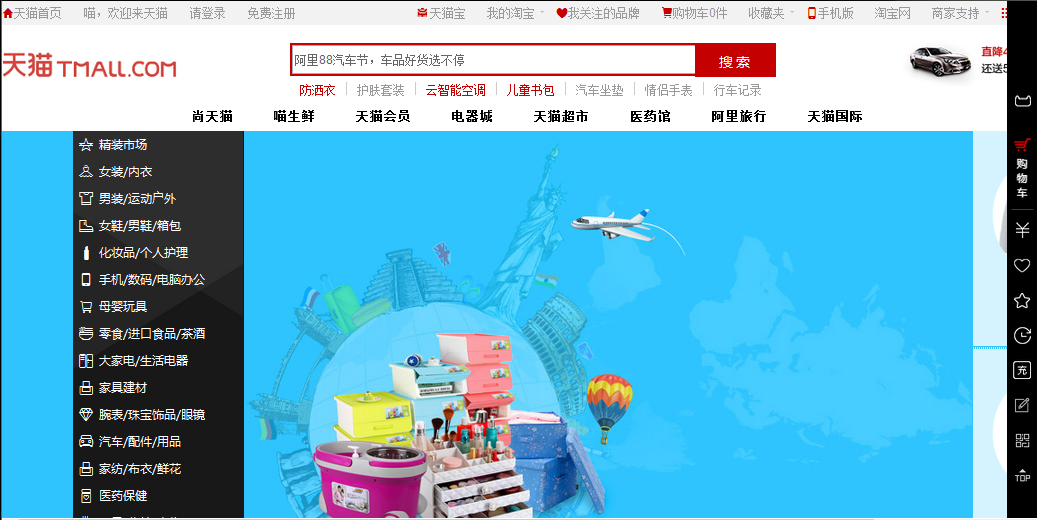 天猫首页 喵，欢迎来天猫 请登录 免费注册 天猫宝 我的淘宝 我关注的品牌 购物车0件 收藏夹 手机版 淘宝网 商家支持
天猫 TMALL.COM
阿里88汽车节，车品好货选不停 搜 索
直降4
还送5
防洒衣 护肤套装 云智能空调 儿童书包 汽车坐垫 情侣手表 行车记录
尚天猫 喵生鲜 天猫会员 电器城 天猫超市 医药馆 阿里旅行 天猫国际
精装市场
女装/内衣
男装/运动户外
女鞋/男鞋/箱包
化妆品/个人护理
手机/数码/电脑办公
母婴玩具
零食/进口食品/茶酒
大家电/生活电器
家具建材
腕表/珠宝饰品/眼镜
汽车/配件/用品
家纺/布衣/鲜花
医药保健
购
物
车
充
TOP